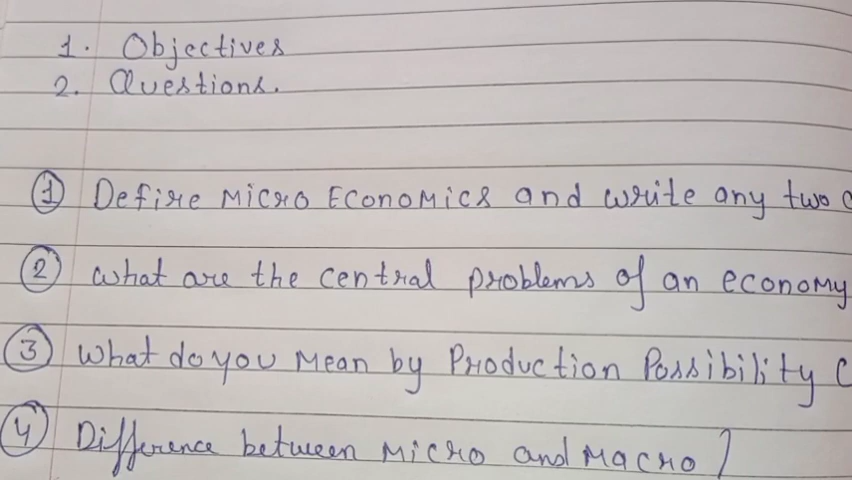 1. Objectives
2. Questions.
① Define Micro Economics and write any two
② what are the central problems of an economy
③ What do you Mean by Production Possibility C
④ Difference between Micro and Macro ?